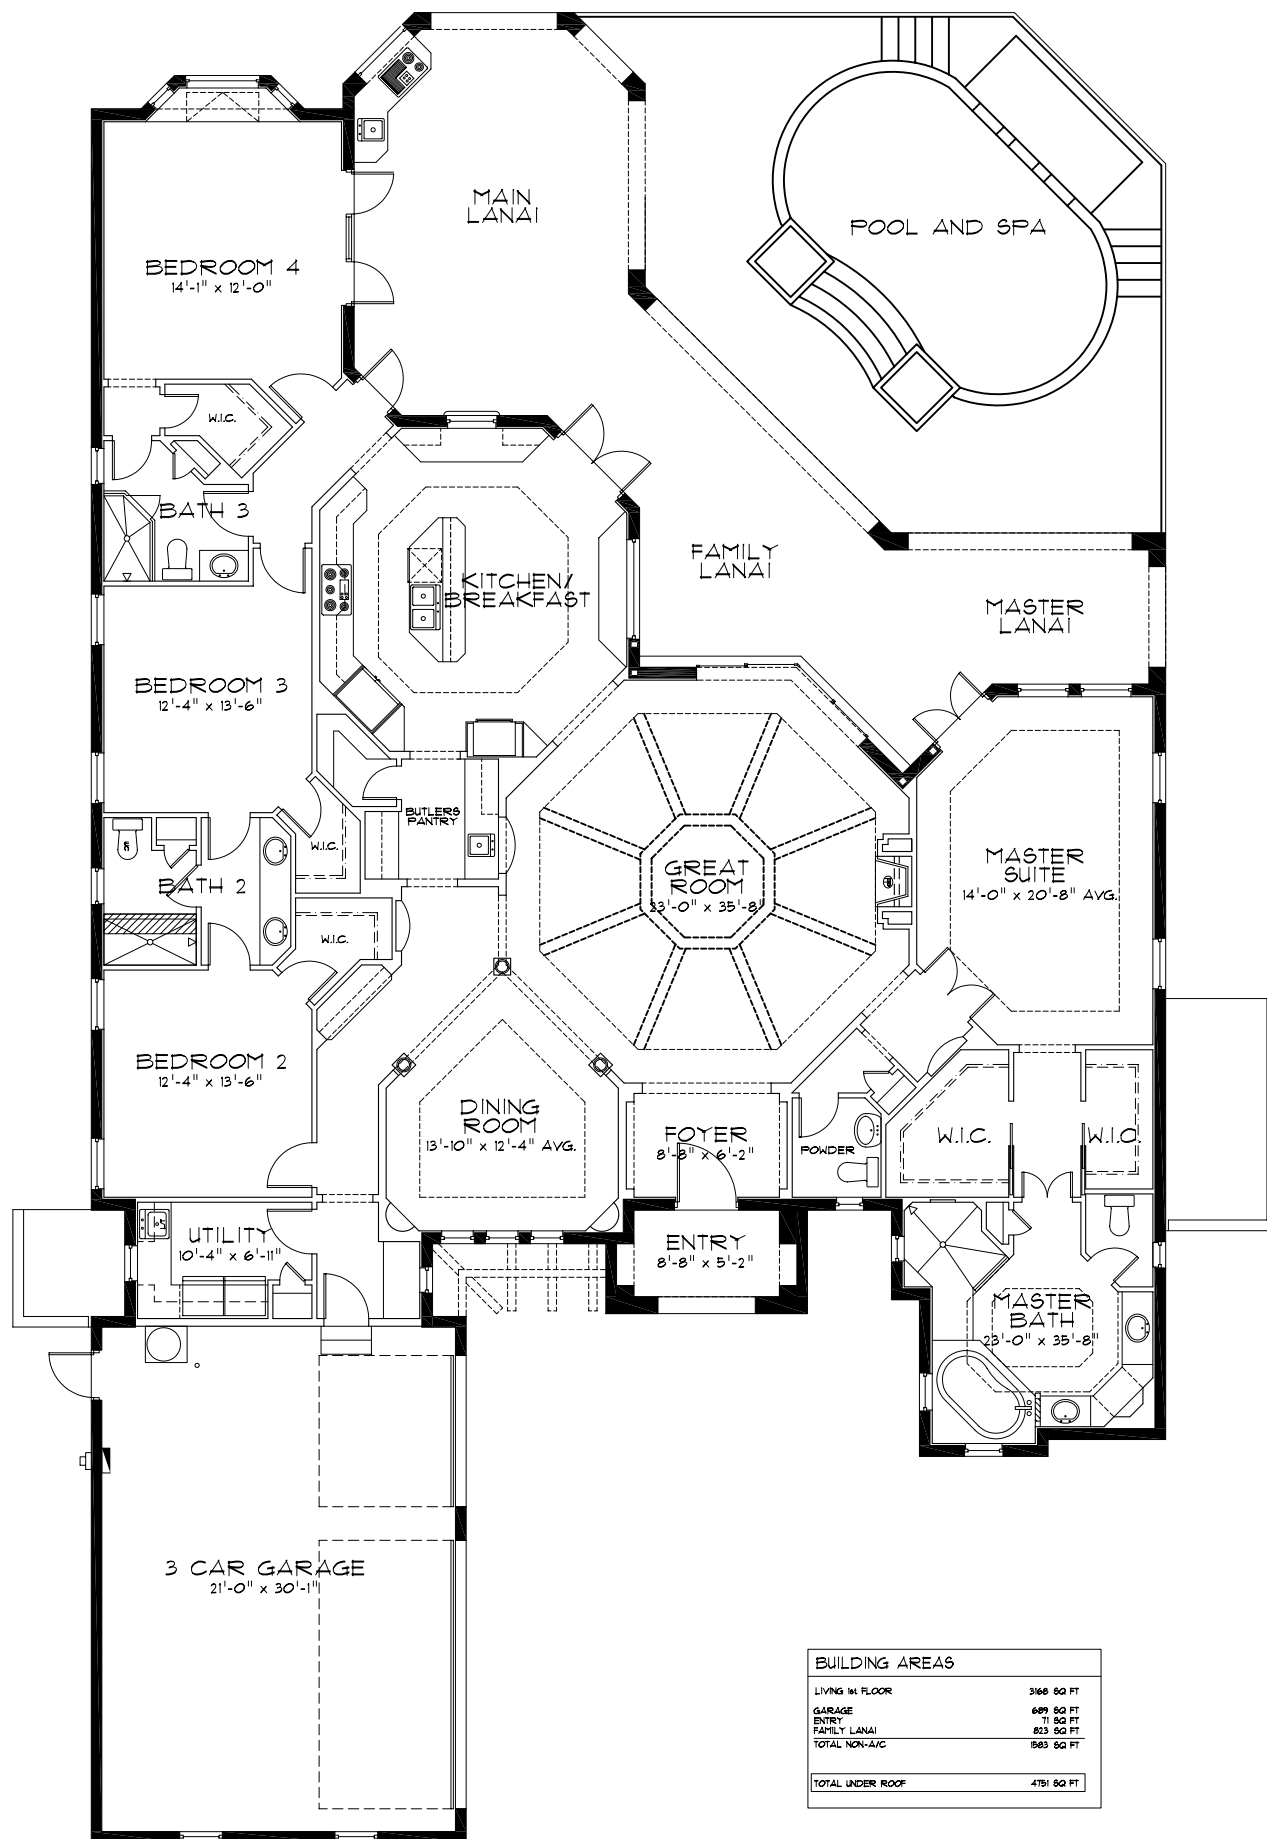 MAIN
LANAI
POOL AND SPA
BEDROOM 4
14'-1" x 12'-0"
W.I.C.
BATH 3
FAMILY
LANAI
KITCHEN/
BREAKFAST
MASTER
LANAI
BEDROOM 3
12'-4" x 13'-6"
BUTLERS
PANTRY
W.I.C.
GREAT
ROOM
23'-0" x 35'-8"
MASTER
SUITE
14'-0" x 20'-8" AVG.
BATH 2
W.I.C.
BEDROOM 2
12'-4" x 13'-6"
DINING
ROOM
13'-10" x 12'-4" AVG.
FOYER
8'-8" x 6'-2"
POWDER
W.I.C.
W.I.C.
UTILITY
10'-4" x 6'-11"
ENTRY
8'-8" x 5'-2"
MASTER
BATH
23'-0" x 35'-8"
3 CAR GARAGE
21'-0" x 30'-1"
BUILDING AREAS
LIVING 1st FLOOR 3168 SQ FT
GARAGE 689 SQ FT
ENTRY 71 SQ FT
FAMILY LANAI 823 SQ FT
TOTAL NON-A/C 1583 SQ FT
TOTAL UNDER ROOF 4751 SQ FT